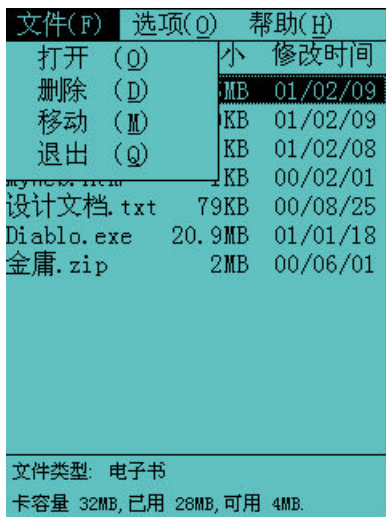 文件(F) 选项(O) 帮助(H)
打开 (O) 小 修改时间
删除 (D) MB 01/02/09
移动 (M) KB 01/02/09
退出 (Q) KB 01/02/08
1KB 00/02/01
设计文档.txt 79KB 00/08/25
Diablo.exe 20.9MB 01/01/18
金庸.zip 2MB 00/06/01
文件类型: 电子书
卡容量 32MB,已用 28MB,可用 4MB.